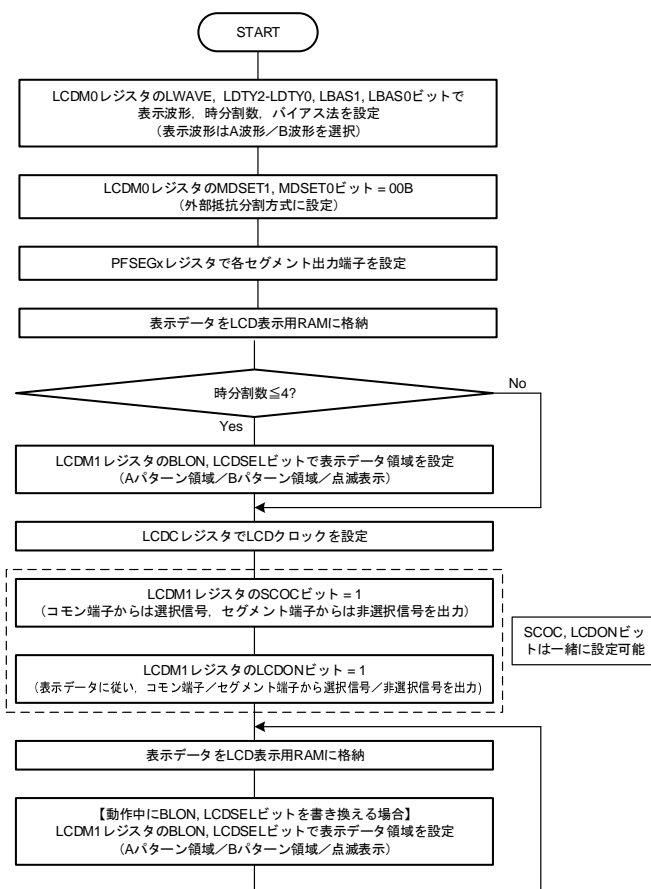 START
LCDM0レジスタのLWAVE, LDTY2-LDTY0, LBAS1, LBAS0ビットで
表示波形，時分割数，バイアス法を設定
（表示波形はA波形／B波形を選択）
LCDM0レジスタのMDSET1, MDSET0ビット = 00B
（外部抵抗分割方式に設定）
PFSEGxレジスタで各セグメント出力端子を設定
表示データをLCD表示用RAMに格納
時分割数≦4?
No
Yes
LCDM1レジスタのBLON, LCDSELビットで表示データ領域を設定
（Aパターン領域／Bパターン領域／点滅表示）
LCDCレジスタでLCDクロックを設定
LCDM1レジスタのSCOCビット = 1
（コモン端子からは選択信号，セグメント端子からは非選択信号を出力）
SCOC, LCDONビッ
トは一緒に設定可能
LCDM1レジスタのLCDONビット = 1
（表示データに従い，コモン端子／セグメント端子から選択信号／非選択信号を出力）
表示データをLCD表示用RAMに格納
【動作中にBLON, LCDSELビットを書き換える場合】
LCDM1レジスタのBLON, LCDSELビットで表示データ領域を設定
（Aパターン領域／Bパターン領域／点滅表示）